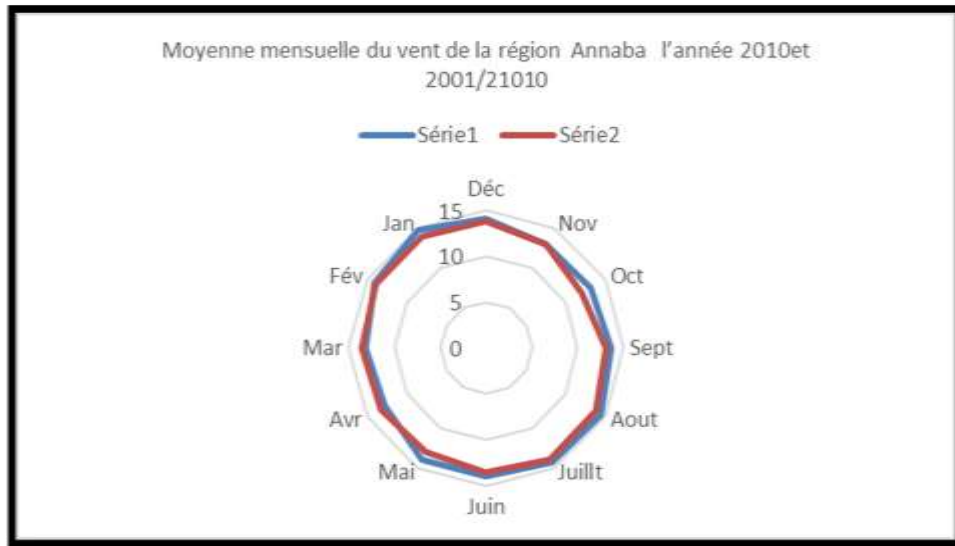 Moyenne mensuelle du vent de la région Annaba l’année 2010et
2001/21010
Série1 Série2
Déc
15
Jan
Nov
10
Fév
Oct
5
Mar
0
Sept
Avr
Aout
Mai
Juillt
Juin